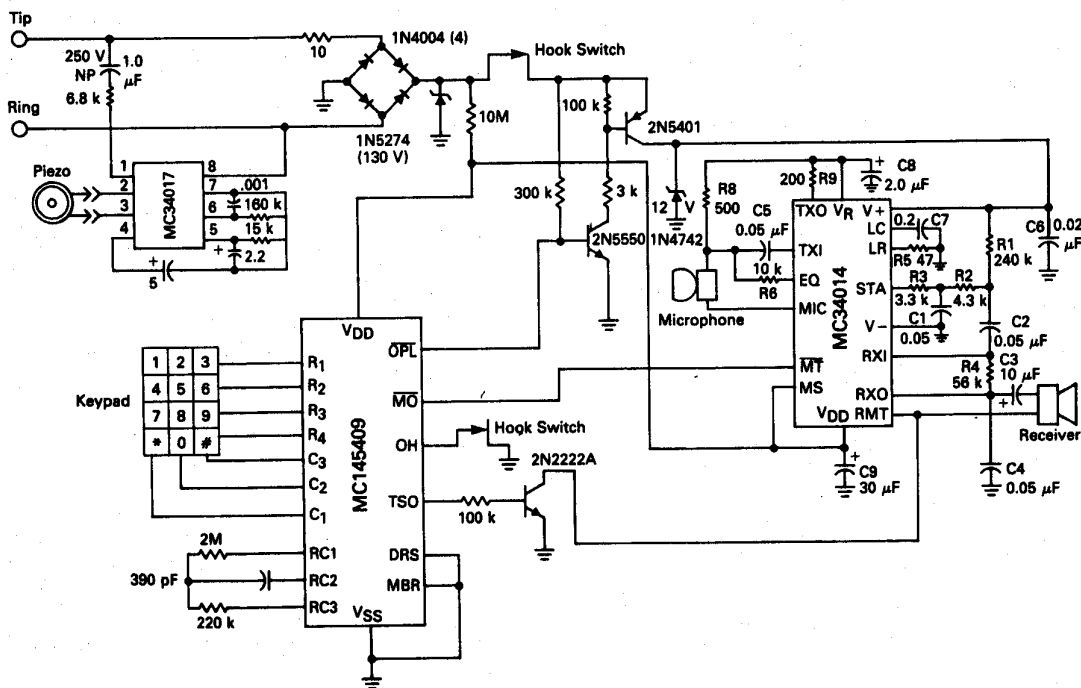 Tip
250 V
NP
1.0
µF
6.8 k
10
1N4004 (4)
Hook Switch
Ring
1N5274
(130 V)
10M
100 k
2N5401
Piezo
1
2
3
4
8
7
6
5
MC34017
.001
160 k
15 k
2.2
5
300 k
3 k
2N5550
12 V
1N4742
R8
500
200
R9
C8
2.0 µF
C5
0.05 µF
10 k
R6
Microphone
TXO
VR
V+
LC
LR
TXI
EQ
STA
MIC
V−
RXI
MT
MS
RXO
VDD
RMT
MC34014
0.2
C7
R5 47
C6
0.02
µF
R1
240 k
R3
3.3 k
R2
4.3 k
C1
0.05
C2
0.05 µF
R4
56 k
C3
10 µF
Receiver
C4
0.05 µF
C9
30 µF
Keypad
1 2 3
4 5 6
7 8 9
* 0 #
VDD
R1
R2
R3
R4
C3
C2
C1
RC1
RC2
RC3
VSS
MC145409
OPL
MO
OH
TSO
DRS
MBR
Hook Switch
2N2222A
100 k
2M
390 pF
220 k